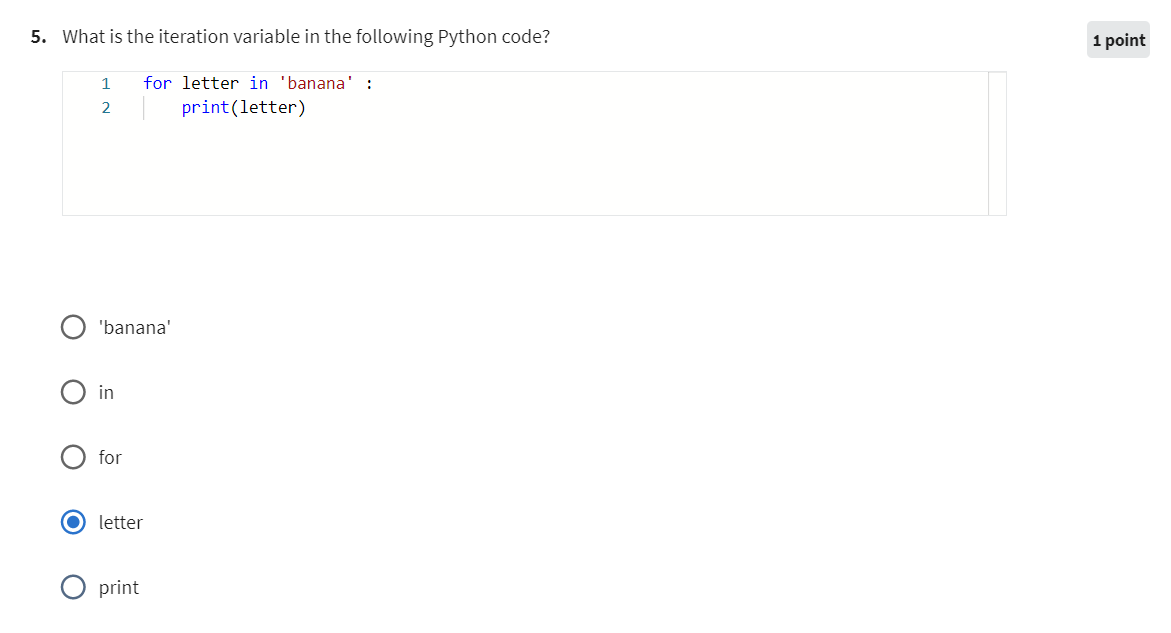 5. What is the iteration variable in the following Python code?
1 point
1 for letter in 'banana' :
2 print(letter)
'banana'
in
for
letter
print